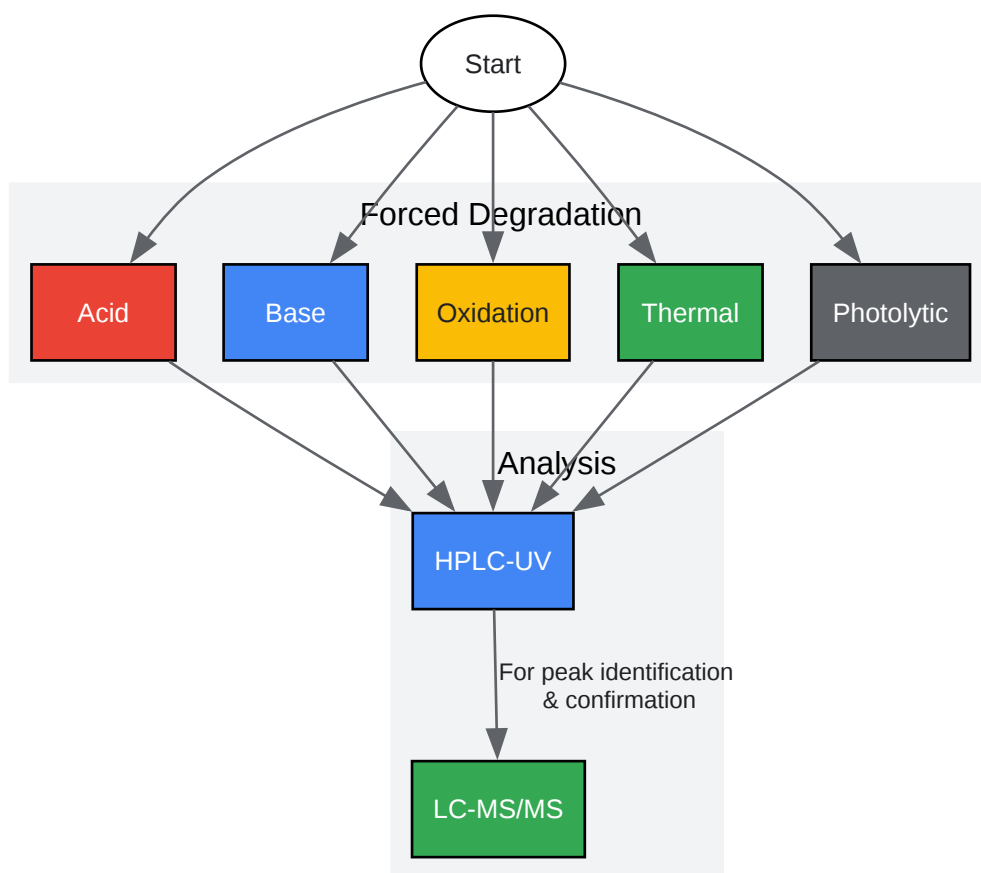 Start
Forced Degradation
Acid
Base
Oxidation
Thermal
Photolytic
Analysis
HPLC-UV
For peak identification
& confirmation
LC-MS/MS